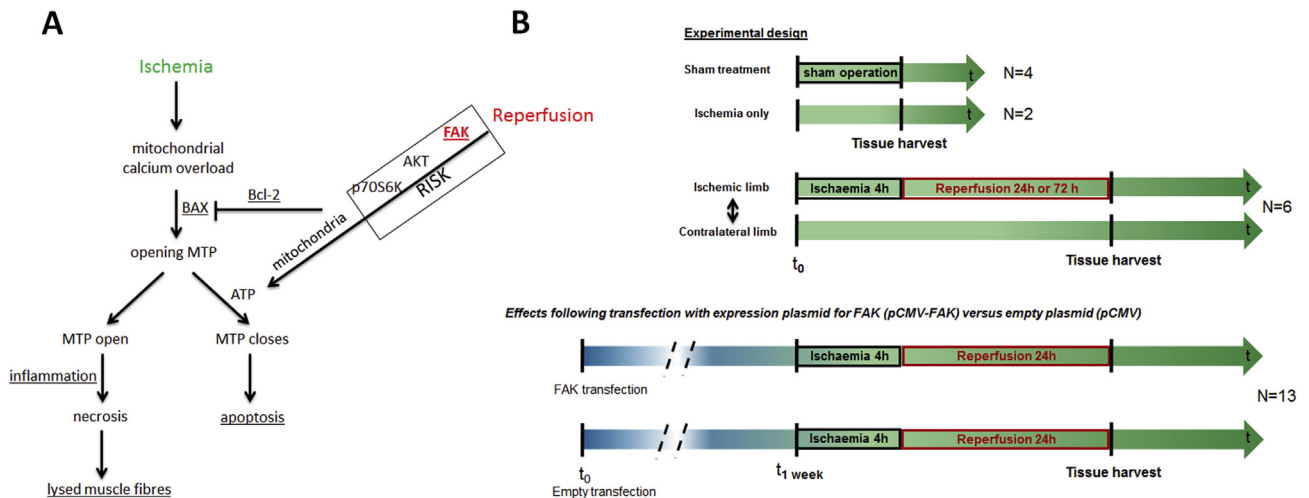 A
Ischemia
mitochondrial
calcium overload
BAX
Bcl-2
opening MTP
Reperfusion
FAK
AKT
p70S6K
RISK
mitochondria
ATP
MTP open
MTP closes
inflammation
necrosis
apoptosis
lysed muscle fibres
B
Experimental design
Sham treatment
sham operation
t
N=4
Ischemia only
t
N=2
Tissue harvest
Ischemic limb
Ischaemia 4h
Reperfusion 24h or 72 h
t
N=6
Contralateral limb
t
t0
Tissue harvest
Effects following transfection with expression plasmid for FAK (pCMV-FAK) versus empty plasmid (pCMV)
Ischaemia 4h
Reperfusion 24h
t
FAK transfection
N=13
Ischaemia 4h
Reperfusion 24h
t
t0
t1 week
Tissue harvest
Empty transfection